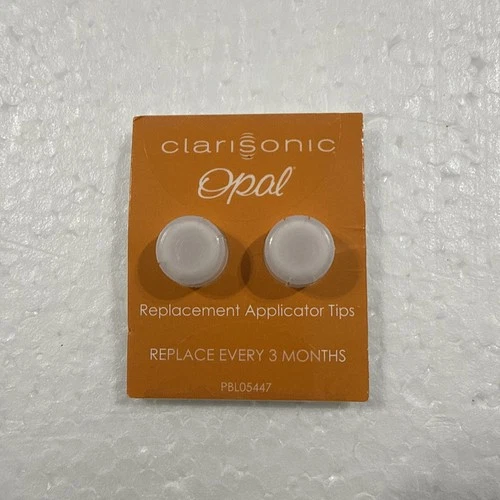 clarisonic
Opal
Replacement Applicator Tips
REPLACE EVERY 3 MONTHS
PBL05447